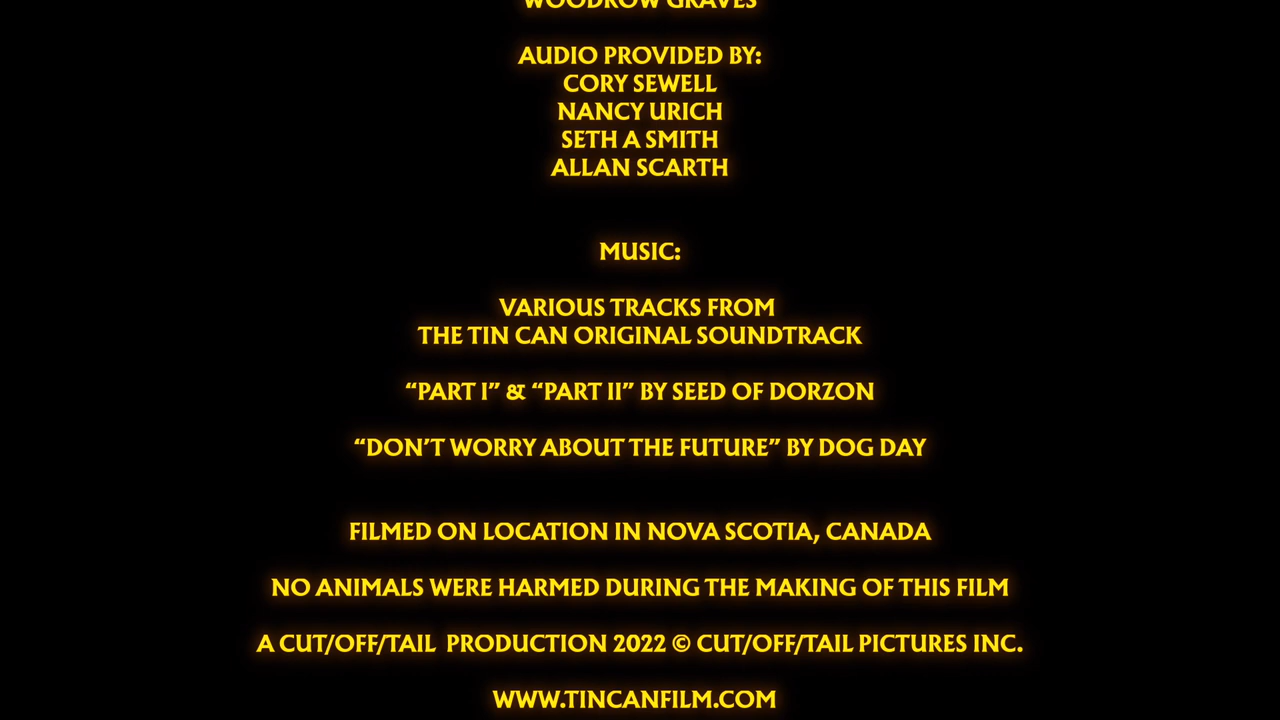 WOODROW GRAVES
AUDIO PROVIDED BY:
CORY SEWELL
NANCY URICH
SETH A SMITH
ALLAN SCARTH
MUSIC:
VARIOUS TRACKS FROM
THE TIN CAN ORIGINAL SOUNDTRACK
“PART I” & “PART II” BY SEED OF DORZON
“DON’T WORRY ABOUT THE FUTURE” BY DOG DAY
FILMED ON LOCATION IN NOVA SCOTIA, CANADA
NO ANIMALS WERE HARMED DURING THE MAKING OF THIS FILM
A CUT/OFF/TAIL  PRODUCTION 2022 © CUT/OFF/TAIL PICTURES INC.
WWW.TINCANFILM.COM